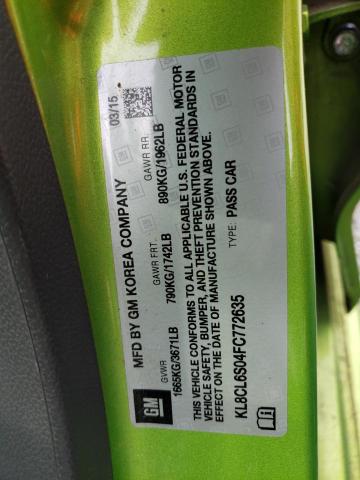 GM
MFD BY GM KOREA COMPANY
03/15
GVWR
GAWR FRT.
GAWR RR.
1665KG/3671LB
790KG/1742LB
890KG/1962LB
THIS VEHICLE CONFORMS TO ALL APPLICABLE U.S. FEDERAL MOTOR
VEHICLE SAFETY, BUMPER, AND THEFT PREVENTION STANDARDS IN
EFFECT ON THE DATE OF MANUFACTURE SHOWN ABOVE.
KL8CL6S04FC772635
TYPE: PASS CAR